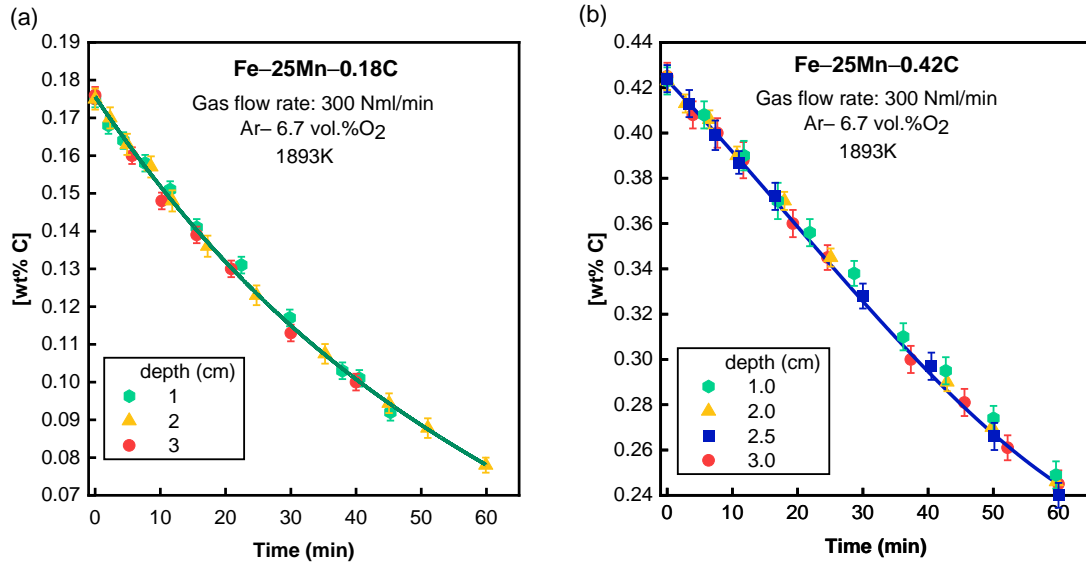 (a)
Fe–25Mn–0.18C
Gas flow rate: 300 Nml/min
Ar– 6.7 vol.%O2
1893K
[wt% C]
0.19
0.18
0.17
0.16
0.15
0.14
0.13
0.12
0.11
0.10
0.09
0.08
0.07
depth (cm)
1
2
3
0 10 20 30 40 50 60
Time (min)
(b)
Fe–25Mn–0.42C
Gas flow rate: 300 Nml/min
Ar– 6.7 vol.%O2
1893K
[wt% C]
0.44
0.42
0.40
0.38
0.36
0.34
0.32
0.30
0.28
0.26
0.24
depth (cm)
1.0
2.0
2.5
3.0
0 10 20 30 40 50 60
Time (min)